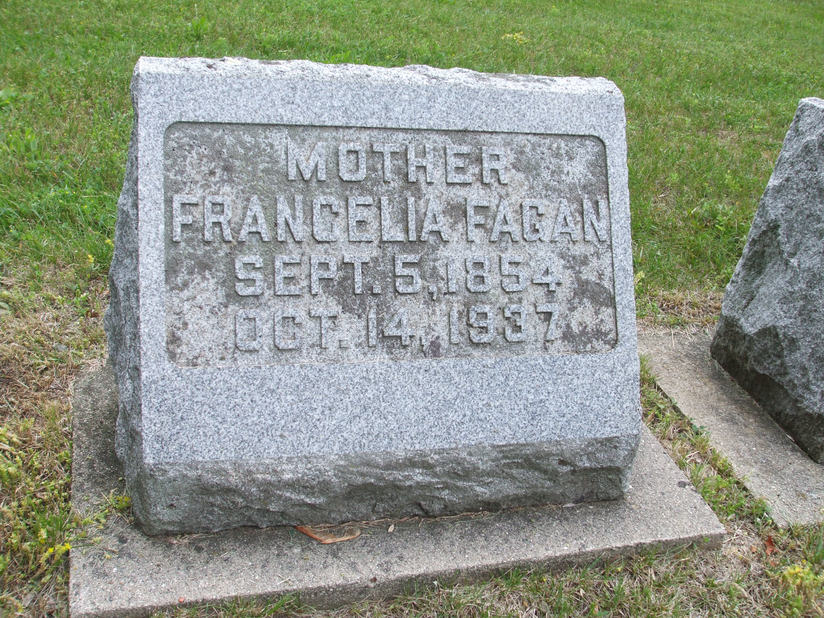 MOTHER
FRANCELIA FAGAN
SEPT. 5, 1854
OCT. 14, 1937